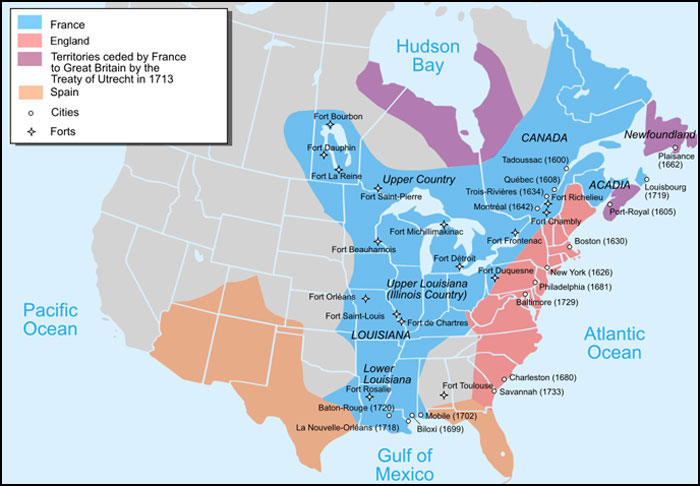 France
England
Territories ceded by France
to Great Britain by the
Treaty of Utrecht in 1713
Spain
Cities
Forts
Hudson
Bay
Fort Bourbon
Fort Dauphin
Fort La Reine
Upper Country
Fort Saint-Pierre
CANADA
Newfoundland
Plaisance
(1662)
Tadoussac (1600)
Québec (1608)
ACADIA
Louisbourg
(1719)
Trois-Rivières (1634)
Fort Richelieu
Montréal (1642)
Port-Royal (1605)
Fort Chambly
Fort Michillimakinac
Fort Frontenac
Fort Beauharnois
Boston (1630)
Fort Détroit
New York (1626)
Fort Duquesne
Upper Louisiana
(Illinois Country)
Philadelphia (1681)
Fort Orléans
Baltimore (1729)
Pacific
Ocean
Fort Saint-Louis
Fort de Chartres
LOUISIANA
Atlantic
Ocean
Lower
Louisiana
Charleston (1680)
Fort Rosalie
Fort Toulouse
Savannah (1733)
Baton-Rouge (1720)
Mobile (1702)
La Nouvelle-Orléans (1718)
Biloxi (1699)
Gulf of
Mexico